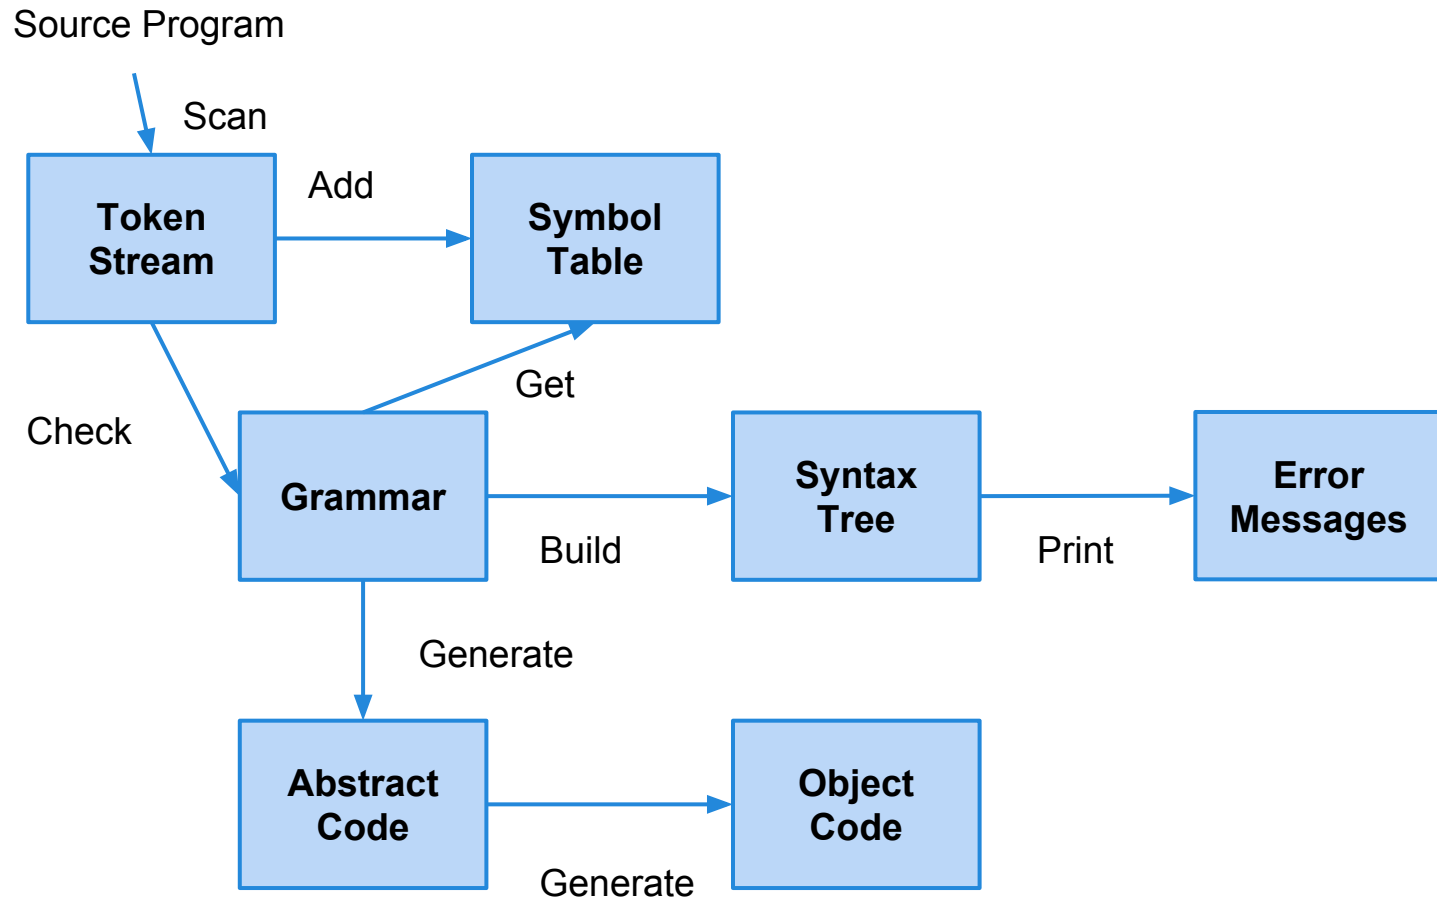 Source Program
Scan
Token
Stream
Add
Symbol
Table
Check
Get
Grammar
Build
Syntax
Tree
Print
Error
Messages
Generate
Abstract
Code
Generate
Object
Code